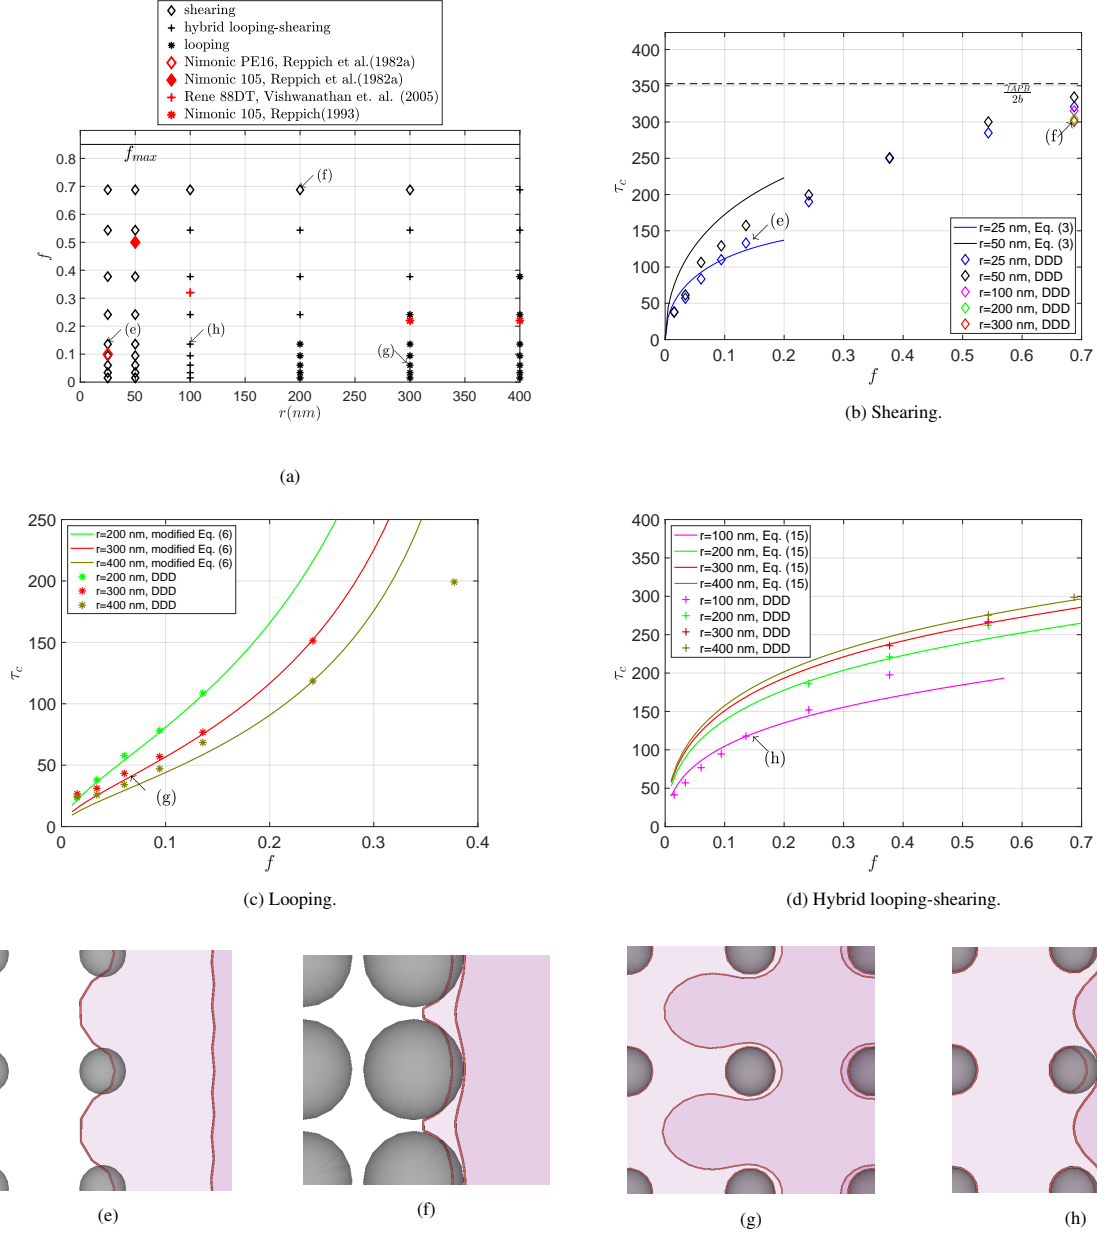 shearing
hybrid looping-shearing
looping
Nimonic PE16, Reppich et al.(1982a)
Nimonic 105, Reppich et al.(1982a)
Rene 88DT, Vishwanathan et. al. (2005)
Nimonic 105, Reppich(1993)
f_max
(f)
(e)
(h)
(g)
f
0.8
0.7
0.6
0.5
0.4
0.3
0.2
0.1
0
0 50 100 150 200 250 300 350 400
r(nm)
(a)
400
350
300
250
200
150
100
50
0
τ_c
γ_APB
2b
(f)
(e)
r=25 nm, Eq. (3)
r=50 nm, Eq. (3)
r=25 nm, DDD
r=50 nm, DDD
r=100 nm, DDD
r=200 nm, DDD
r=300 nm, DDD
0 0.1 0.2 0.3 0.4 0.5 0.6 0.7
f
(b) Shearing.
250
200
150
100
50
0
τ_c
r=200 nm, modified Eq. (6)
r=300 nm, modified Eq. (6)
r=400 nm, modified Eq. (6)
r=200 nm, DDD
r=300 nm, DDD
r=400 nm, DDD
(g)
0 0.1 0.2 0.3 0.4
f
(c) Looping.
400
350
300
250
200
150
100
50
0
τ_c
r=100 nm, Eq. (15)
r=200 nm, Eq. (15)
r=300 nm, Eq. (15)
r=400 nm, Eq. (15)
r=100 nm, DDD
r=200 nm, DDD
r=300 nm, DDD
r=400 nm, DDD
(h)
0 0.1 0.2 0.3 0.4 0.5 0.6 0.7
f
(d) Hybrid looping-shearing.
(e)
(f)
(g)
(h)